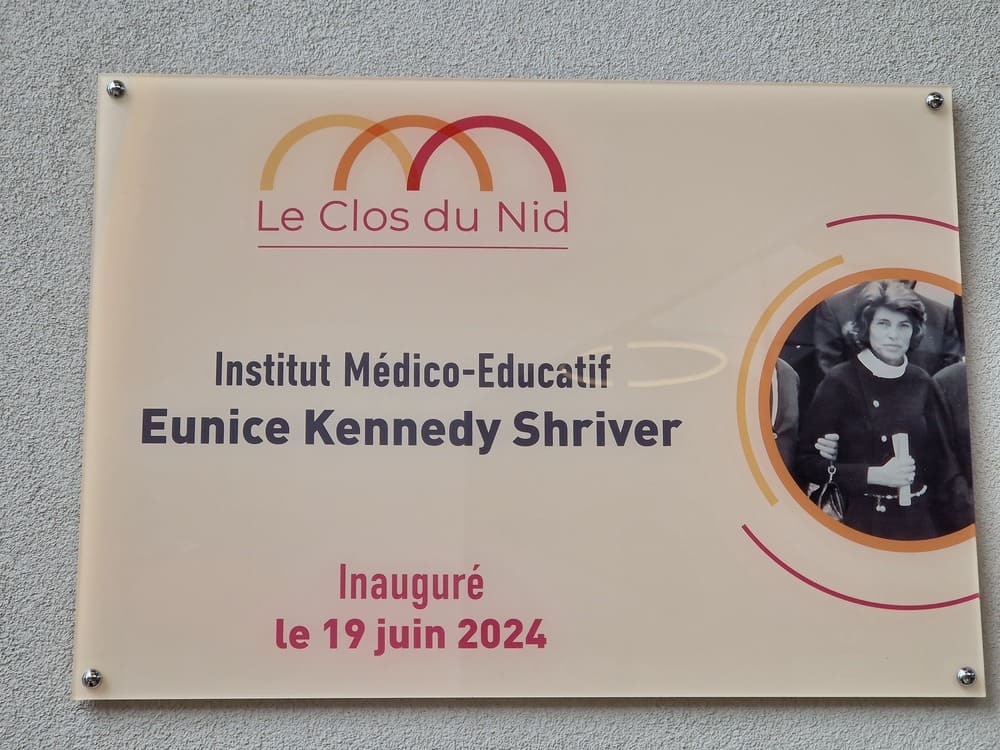 Le Clos du Nid
Institut Médico-Educatif
Eunice Kennedy Shriver
Inauguré
le 19 juin 2024